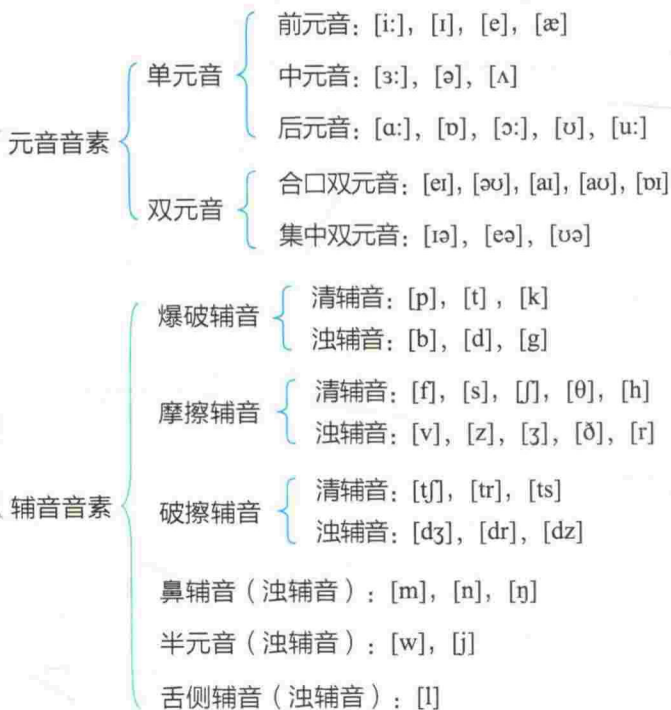 元音音素
单元音
前元音：[i:]，[ɪ]，[e]，[æ]
中元音：[ɜ:]，[ə]，[ʌ]
后元音：[ɑ:]，[ɒ]，[ɔ:]，[ʊ]，[u:]
双元音
合口双元音：[eɪ]，[əʊ]，[aɪ]，[aʊ]，[ɒɪ]
集中双元音：[ɪə]，[eə]，[ʊə]
辅音音素
爆破辅音
清辅音：[p]，[t]，[k]
浊辅音：[b]，[d]，[g]
摩擦辅音
清辅音：[f]，[s]，[ʃ]，[θ]，[h]
浊辅音：[v]，[z]，[ʒ]，[ð]，[r]
破擦辅音
清辅音：[tʃ]，[tr]，[ts]
浊辅音：[dʒ]，[dr]，[dz]
鼻辅音（浊辅音）：[m]，[n]，[ŋ]
半元音（浊辅音）：[w]，[j]
舌侧辅音（浊辅音）：[l]